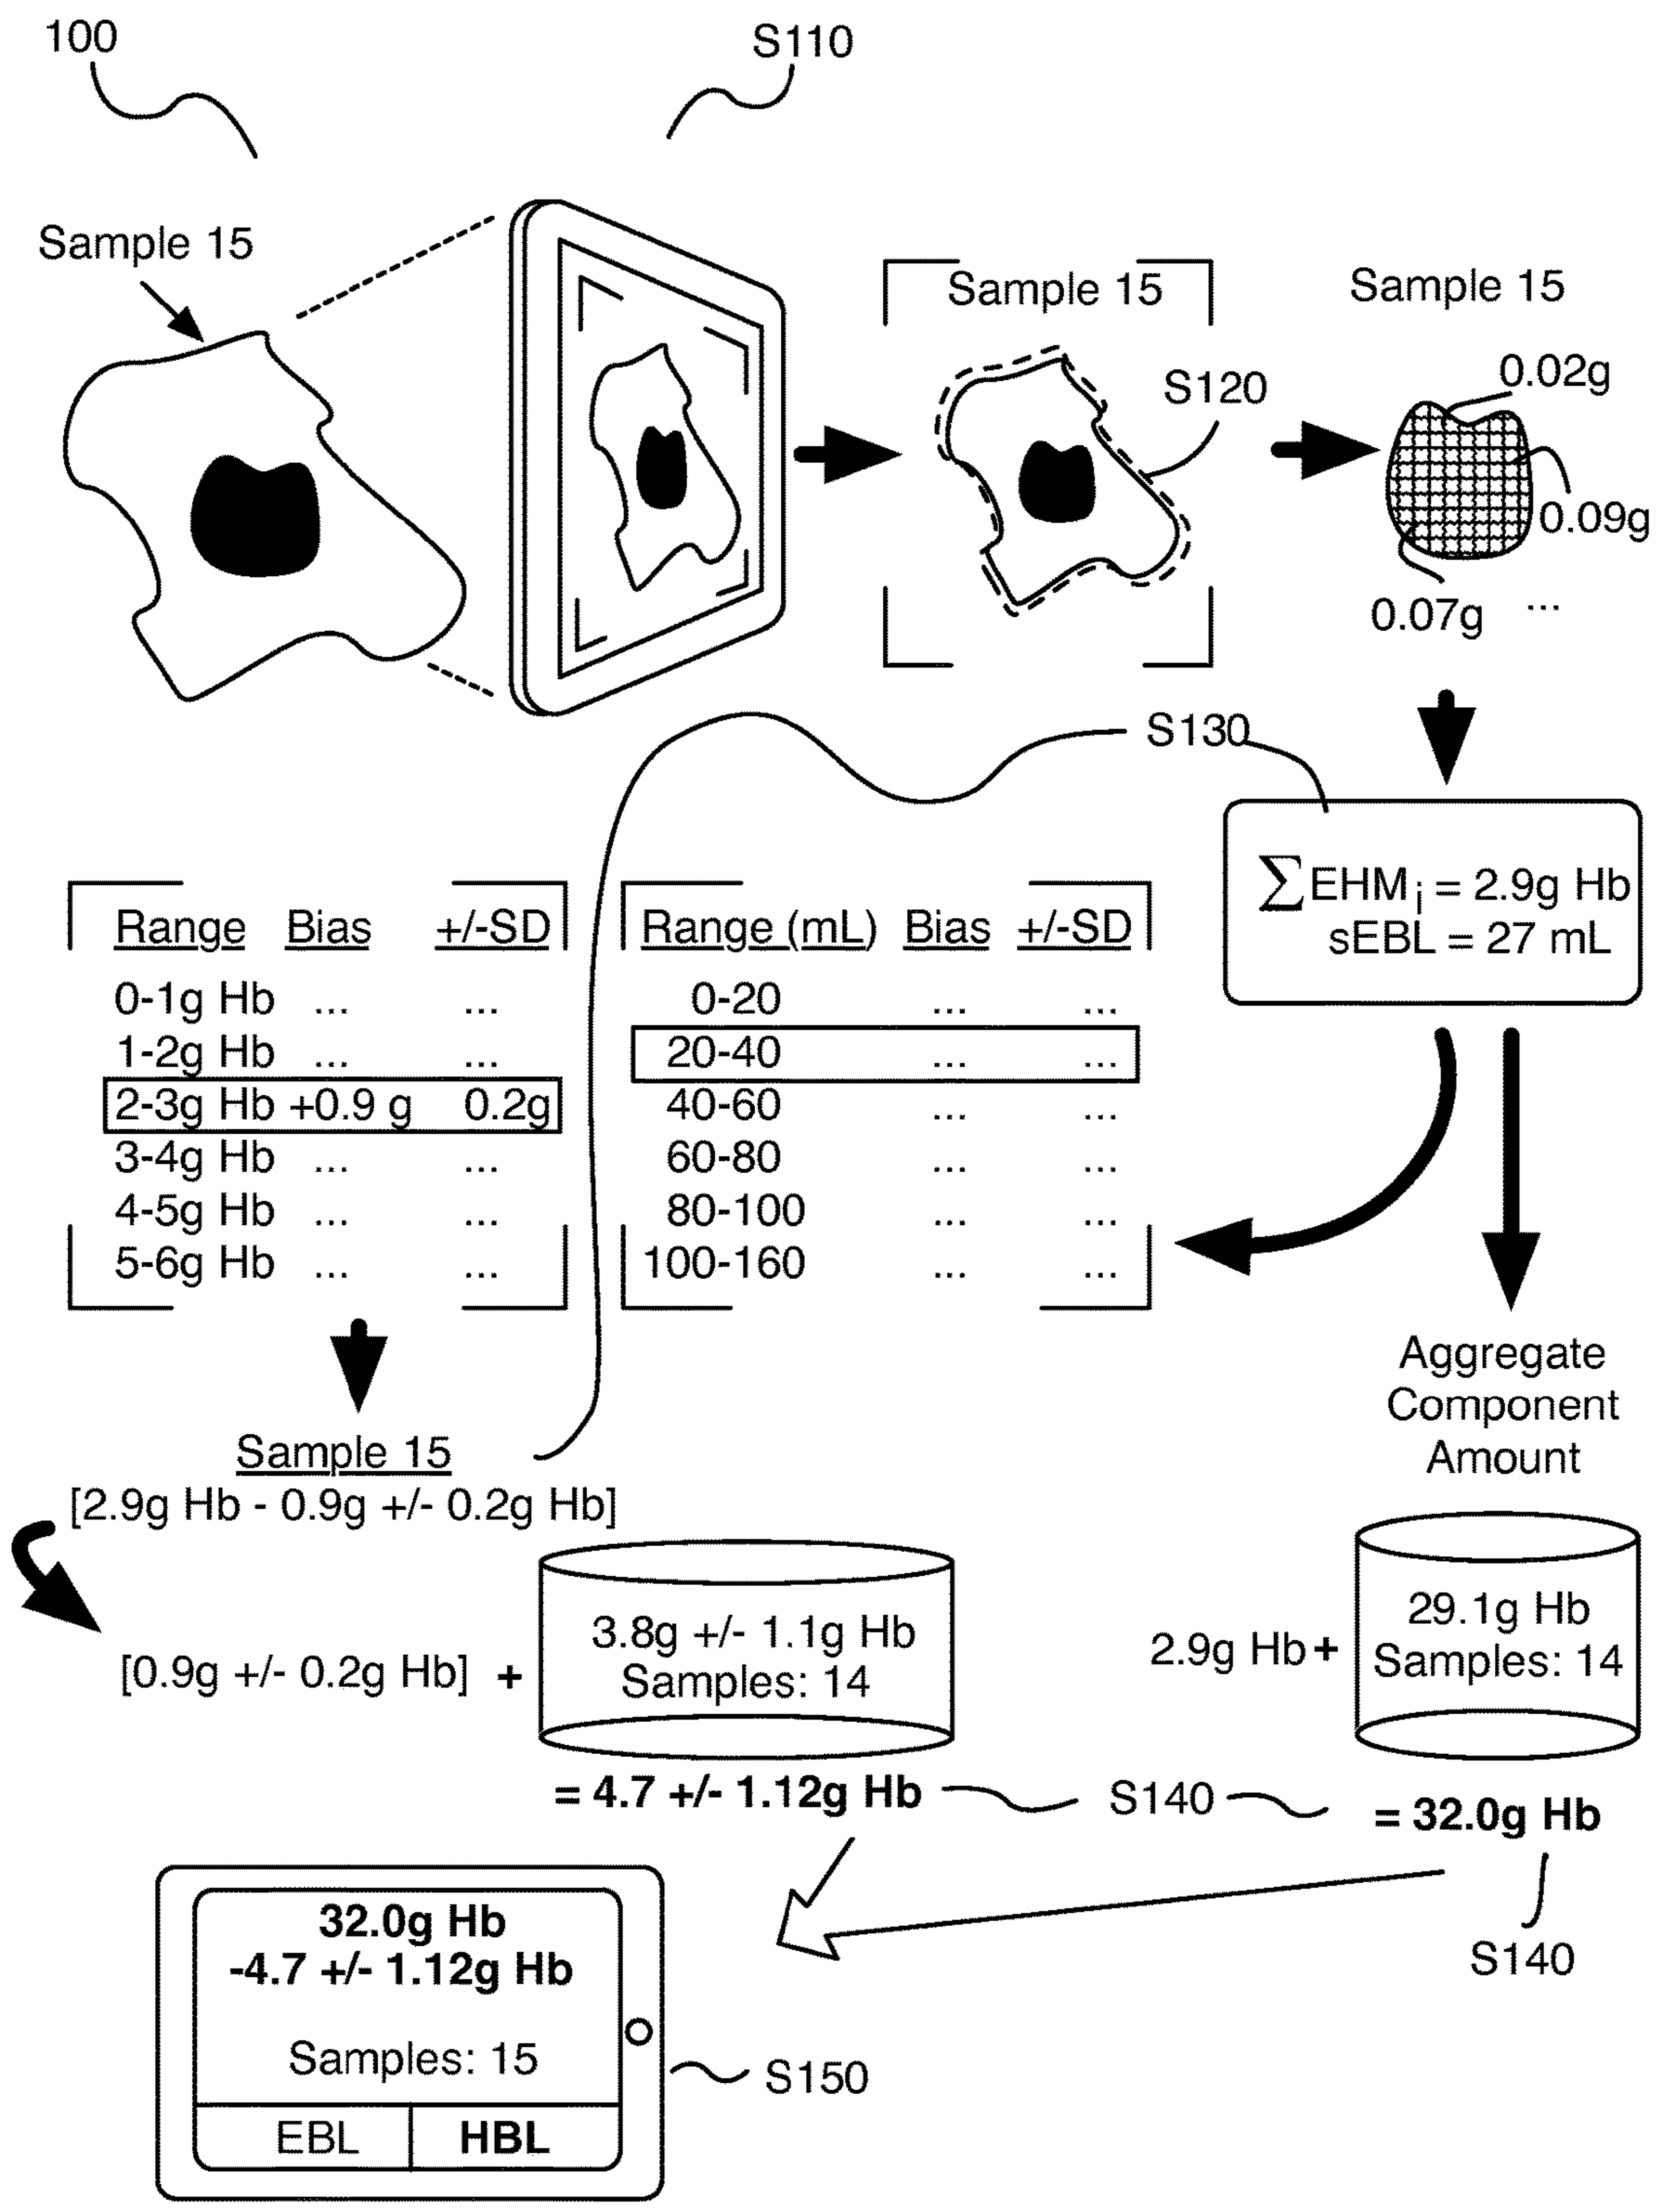 100
S110
Sample 15
Sample 15
Sample 15
0.02g
S120
0.09g
0.07g ...
S130
∑EHM i = 2.9g Hb
sEBL = 27 mL
Range Bias +/-SD
0-1g Hb ... ...
1-2g Hb ... ...
2-3g Hb +0.9 g 0.2g
3-4g Hb ... ...
4-5g Hb ... ...
5-6g Hb ... ...
Range (mL) Bias +/-SD
0-20 ... ...
20-40 ... ...
40-60 ... ...
60-80 ... ...
80-100 ... ...
100-160 ... ...
Aggregate
Component
Amount
Sample 15
[2.9g Hb - 0.9g +/- 0.2g Hb]
[0.9g +/- 0.2g Hb] +
3.8g +/- 1.1g Hb
Samples: 14
= 4.7 +/- 1.12g Hb
S140
2.9g Hb +
29.1g Hb
Samples: 14
= 32.0g Hb
S140
32.0g Hb
-4.7 +/- 1.12g Hb
Samples: 15
EBL HBL
S150